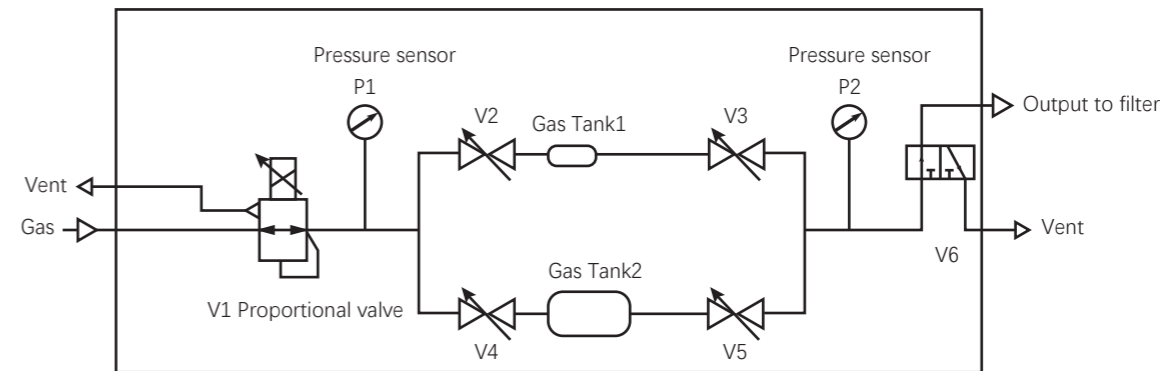 Pressure sensor
P1
Pressure sensor
P2
V2
Gas Tank1
V3
Output to filter
Vent
Gas
V1 Proportional valve
Gas Tank2
V4
V5
V6
Vent